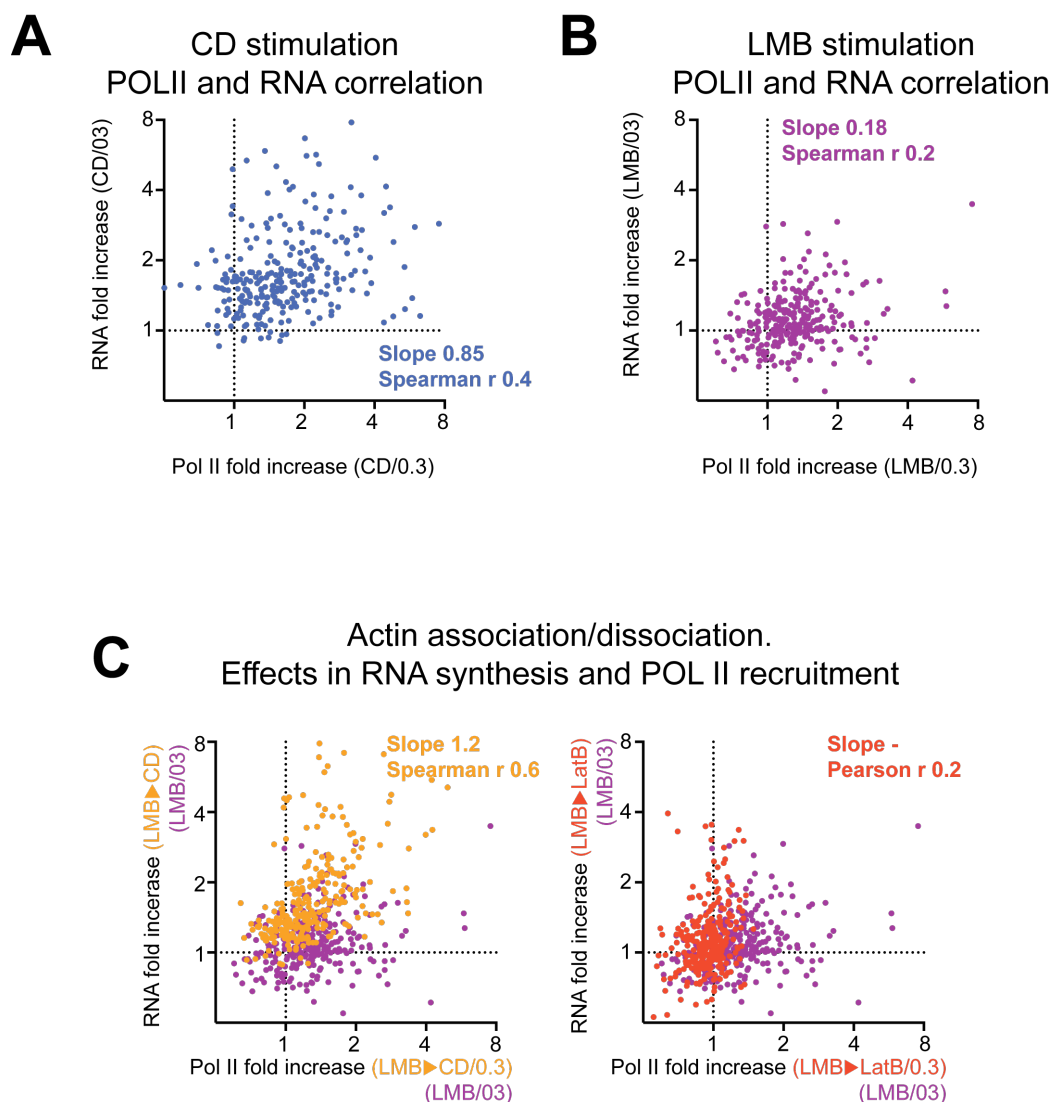 A
CD stimulation
POLII and RNA correlation
RNA fold increase (CD/03)
8
4
2
1
Slope 0.85
Spearman r 0.4
1 2 4 8
Pol II fold increase (CD/0.3)
B
LMB stimulation
POLII and RNA correlation
RNA fold increase (LMB/03)
8
4
2
1
Slope 0.18
Spearman r 0.2
1 2 4 8
Pol II fold increase (LMB/0.3)
C
Actin association/dissociation.
Effects in RNA synthesis and POL II recruitment
RNA fold incerase (LMB▶CD)
(LMB/03)
8
4
2
1
Slope 1.2
Spearman r 0.6
1 2 4 8
Pol II fold increase (LMB▶CD/0.3)
(LMB/03)
RNA fold incerase (LMB▶LatB)
(LMB/03)
8
4
2
1
Slope -
Pearson r 0.2
1 2 4 8
Pol II fold increase (LMB▶LatB/0.3)
(LMB/03)